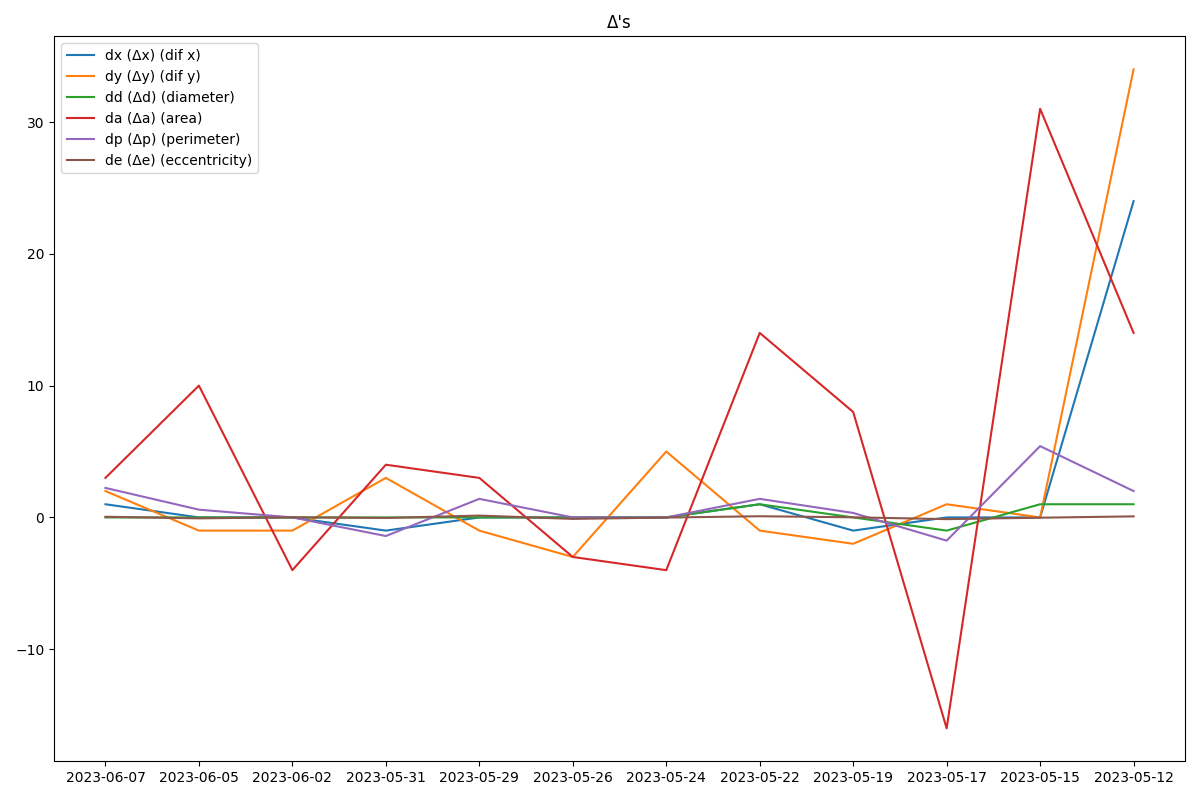 Δ's
dx (Δx) (dif x)
dy (Δy) (dif y)
dd (Δd) (diameter)
da (Δa) (area)
dp (Δp) (perimeter)
de (Δe) (eccentricity)
30
20
10
0
−10
2023-06-07 2023-06-05 2023-06-02 2023-05-31 2023-05-29 2023-05-26 2023-05-24 2023-05-22 2023-05-19 2023-05-17 2023-05-15 2023-05-12